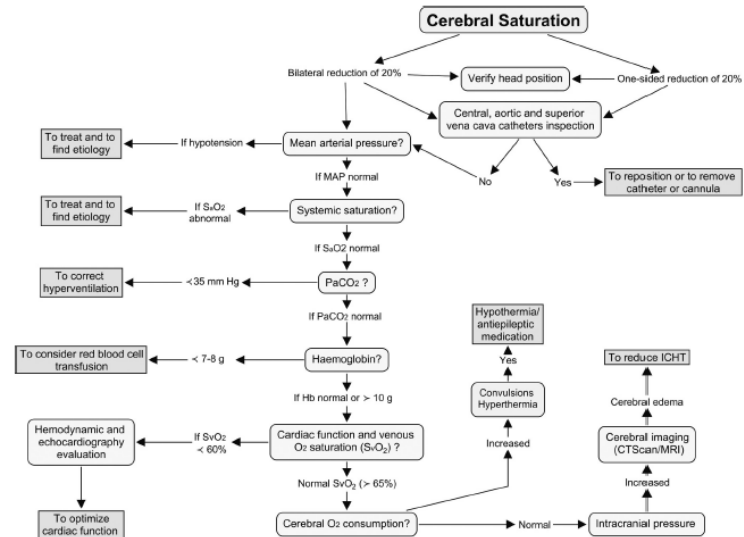 Cerebral Saturation
Bilateral reduction of 20%
Verify head position
One-sided reduction of 20%
Central, aortic and superior
vena cava catheters inspection
To treat and to
find etiology
If hypotension
Mean arterial pressure?
No
Yes
To reposition or to remove
catheter or cannula
If MAP normal
To treat and to
find etiology
If SaO2
abnormal
Systemic saturation?
If SaO2 normal
To correct
hyperventilation
<35 mm Hg
PaCO2 ?
If PaCO2 normal
Hypothermia/
antiepileptic
medication
To consider red blood cell
transfusion
< 7-8 g
Haemoglobin?
Yes
To reduce ICHT
If Hb normal or > 10 g
Convulsions
Hyperthermia
Cerebral edema
Hemodynamic and
echocardiography
evaluation
If SvO2
< 60%
Cardiac function and venous
O2 saturation (SvO2) ?
Increased
Cerebral imaging
(CTScan/MRI)
Normal SvO2 (> 65%)
Increased
To optimize
cardiac function
Cerebral O2 consumption?
Normal
Intracranial pressure